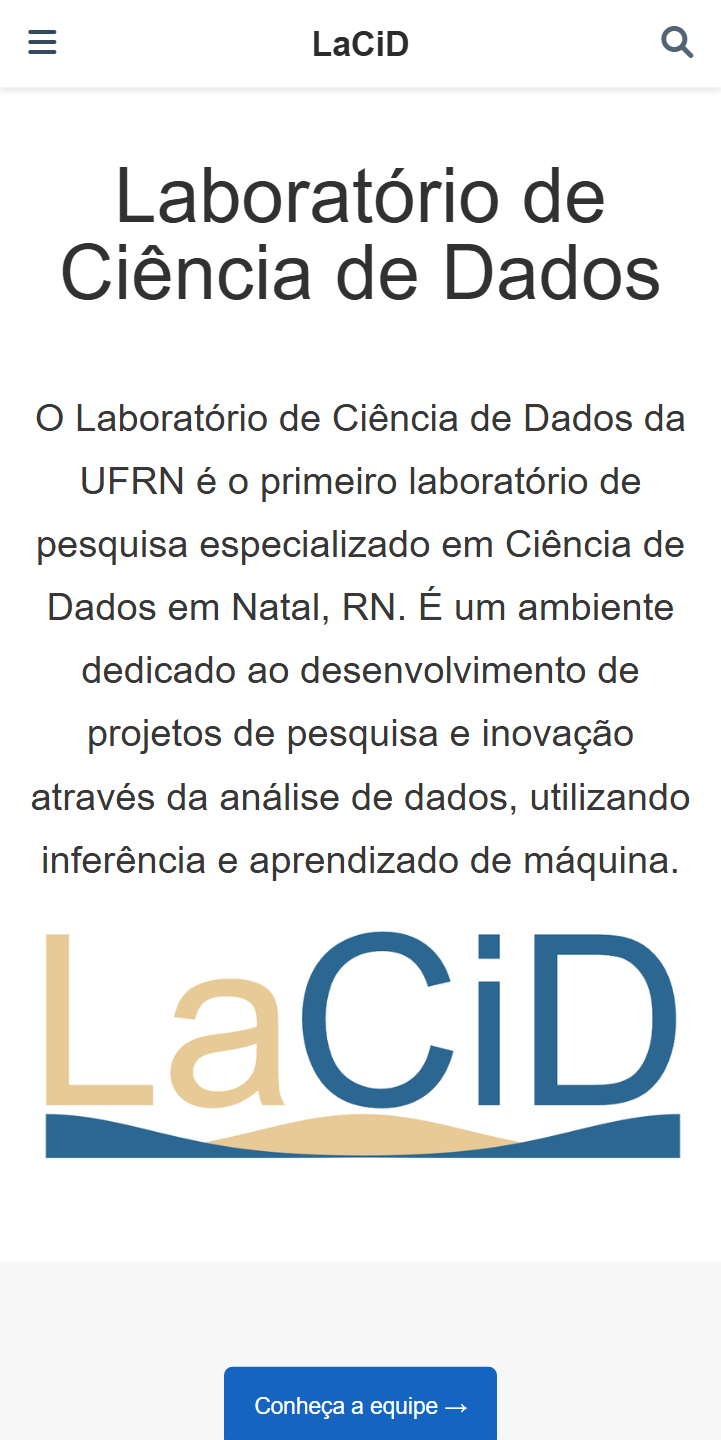 LaCiD
Laboratório de
Ciência de Dados
O Laboratório de Ciência de Dados da
UFRN é o primeiro laboratório de
pesquisa especializado em Ciência de
Dados em Natal, RN. É um ambiente
dedicado ao desenvolvimento de
projetos de pesquisa e inovação
através da análise de dados, utilizando
inferência e aprendizado de máquina.
LaCiD
Conheça a equipe →